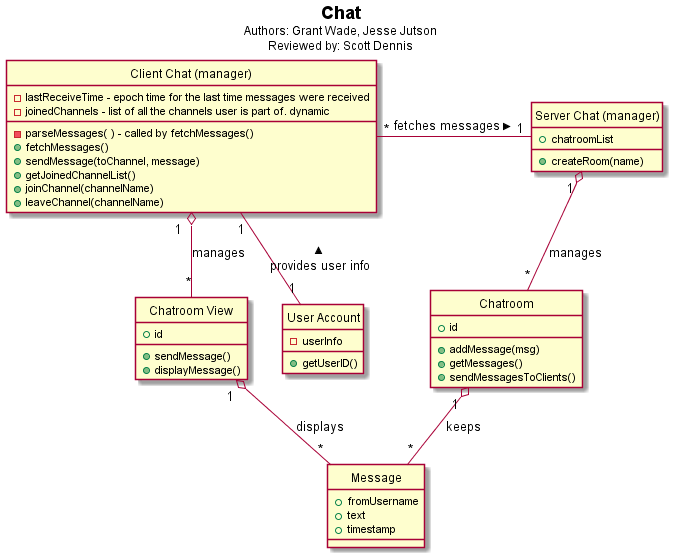 Chat
Authors: Grant Wade, Jesse Jutson
Reviewed by: Scott Dennis
Client Chat (manager)
lastReceiveTime - epoch time for the last time messages were received
joinedChannels - list of all the channels user is part of. dynamic
parseMessages( ) - called by fetchMessages()
fetchMessages()
sendMessage(toChannel, message)
getJoinedChannelList()
joinChannel(channelName)
leaveChannel(channelName)
* fetches messages ► 1
Server Chat (manager)
chatroomList
createRoom(name)
1
manages
*
1
▲
provides user info
1
1
manages
*
Chatroom View
id
sendMessage()
displayMessage()
User Account
userInfo
getUserID()
Chatroom
id
addMessage(msg)
getMessages()
sendMessagesToClients()
1
displays
*
1
keeps
*
Message
fromUsername
text
timestamp